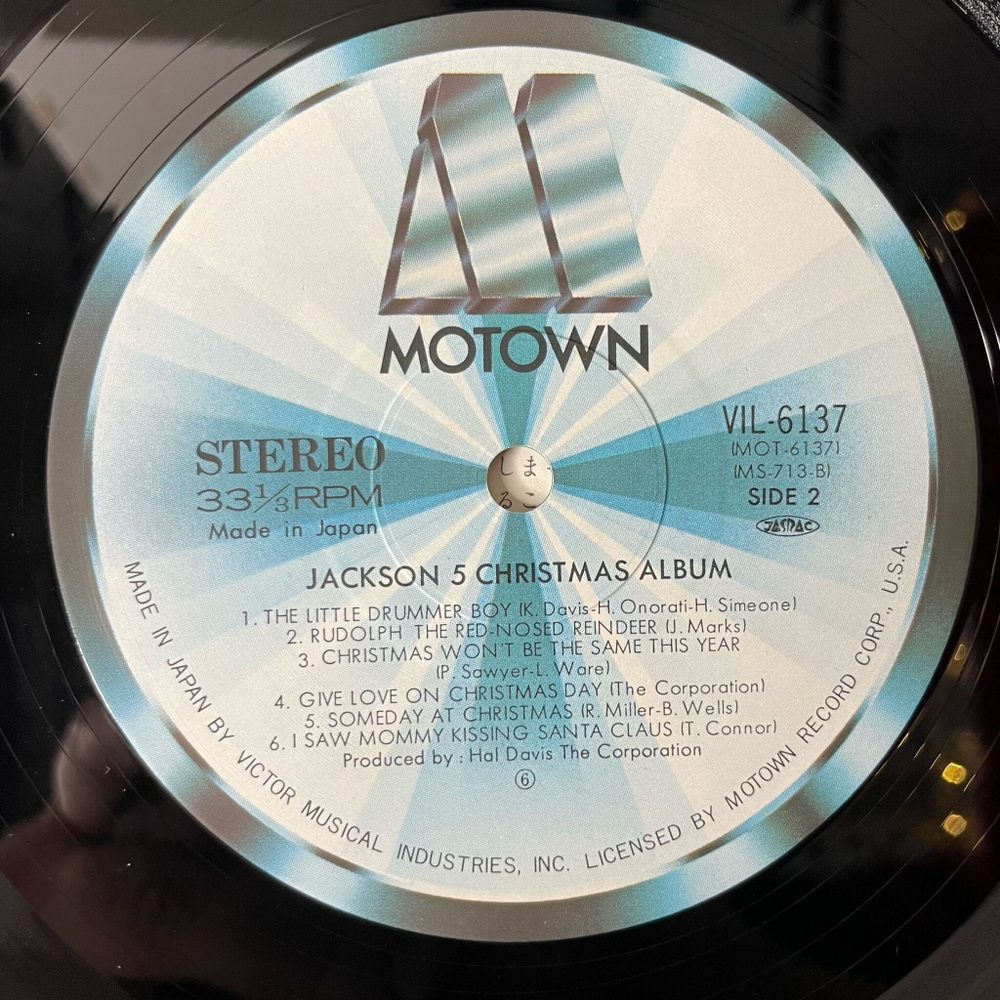 MOTOWN
STEREO
33⅓RPM
Made in Japan
VIL-6137
(MOT-6137)
(MS-713-B)
SIDE 2
JASRAC
しま
るこ
JACKSON 5 CHRISTMAS ALBUM
1. THE LITTLE DRUMMER BOY (K. Davis-H. Onorati-H. Simeone)
2. RUDOLPH THE RED-NOSED REINDEER (J. Marks)
3. CHRISTMAS WON'T BE THE SAME THIS YEAR
(P. Sawyer-L. Ware)
4. GIVE LOVE ON CHRISTMAS DAY (The Corporation)
5. SOMEDAY AT CHRISTMAS (R. Miller-B. Wells)
6. I SAW MOMMY KISSING SANTA CLAUS (T. Connor)
Produced by : Hal Davis The Corporation
⑥
MADE IN JAPAN BY VICTOR MUSICAL INDUSTRIES, INC. LICENSED BY MOTOWN RECORD CORP., U.S.A.